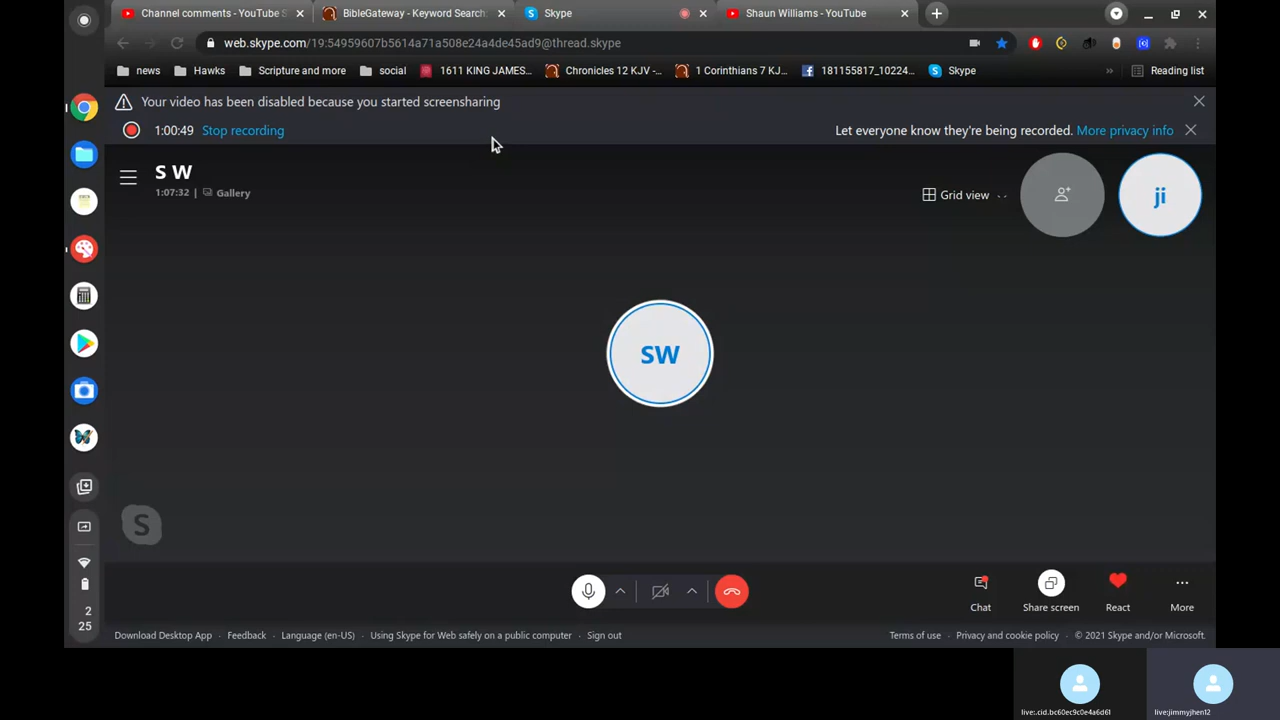 Channel comments - YouTube S
BibleGateway - Keyword Search:
Skype
Shaun Williams - YouTube
web.skype.com/19:54959607b5614a71a508e24a4de45ad9@thread.skype
news
Hawks
Scripture and more
social
1611 KING JAMES...
Chronicles 12 KJV -...
1 Corinthians 7 KJ...
181155817_10224...
Skype
»
Reading list
Your video has been disabled because you started screensharing
1:00:49 Stop recording
Let everyone know they're being recorded. More privacy info
S W
1:07:32 | Gallery
Grid view
ji
SW
S
Chat
Share screen
React
More
2
25
Download Desktop App
Feedback
Language (en-US)
Using Skype for Web safely on a public computer
Sign out
Terms of use
Privacy and cookie policy
© 2021 Skype and/or Microsoft.
live:.cid.bc60ec9c0e4a6d61
live:jimmyjhen12